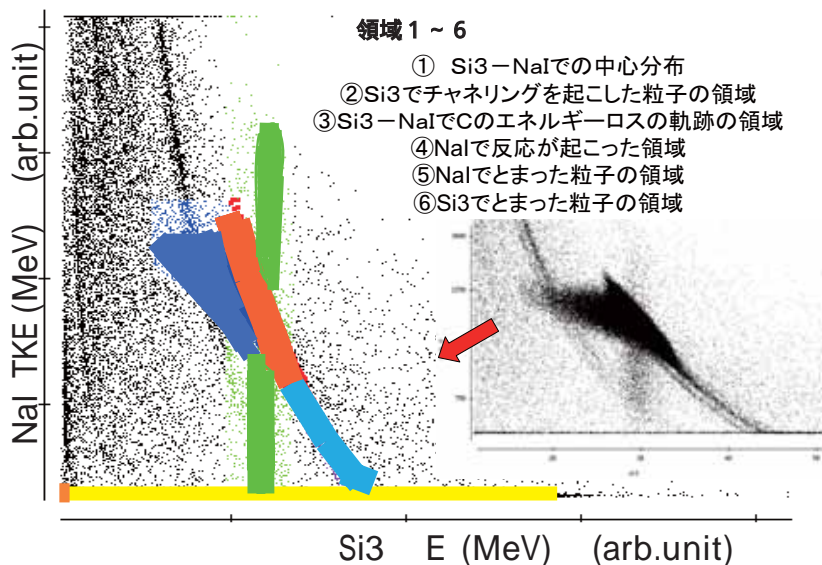 領域1~6
① Si3-NaIでの中心分布
②Si3でチャネリングを起こした粒子の領域
③Si3-NaIでCのエネルギーロスの軌跡の領域
④NaIで反応が起こった領域
⑤NaIでとまった粒子の領域
⑥Si3でとまった粒子の領域
NaI TKE (MeV) (arb.unit)
Si3 E (MeV) (arb.unit)